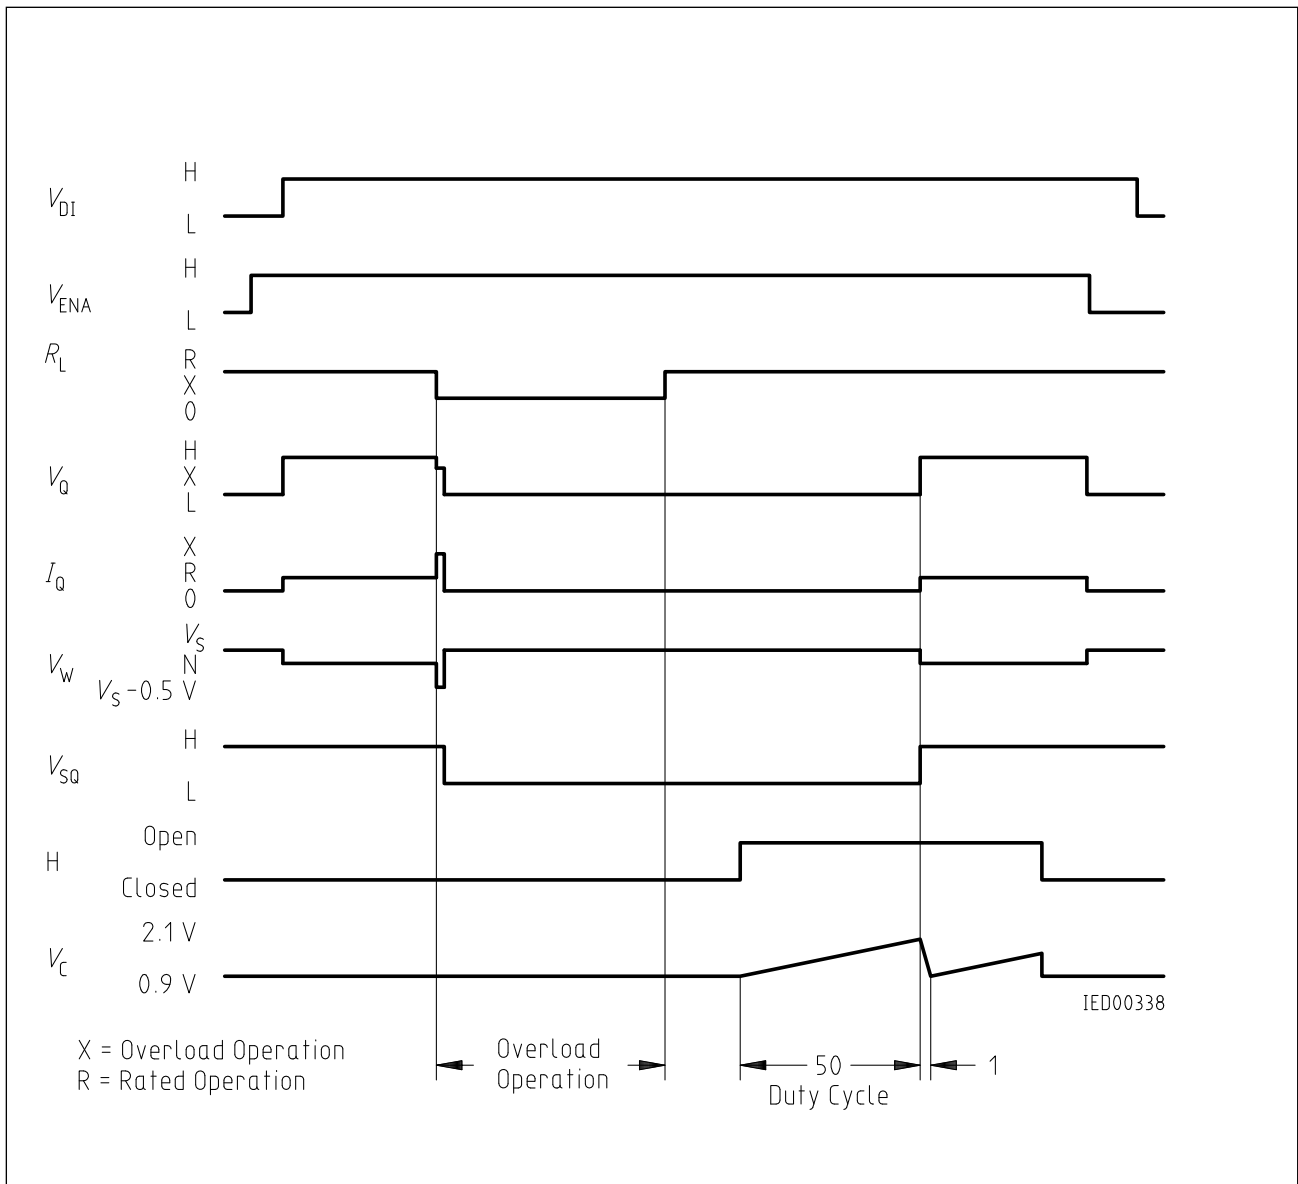 H
V_DI
L
H
V_ENA
L
R_L
R
X
0
H
V_Q
X
L
X
I_Q
R
0
V_S
V_W
N
V_S -0.5 V
H
V_SQ
L
Open
H
Closed
2.1 V
V_C
0.9 V
IED00338
X = Overload Operation
R = Rated Operation
Overload
Operation
50
1
Duty Cycle